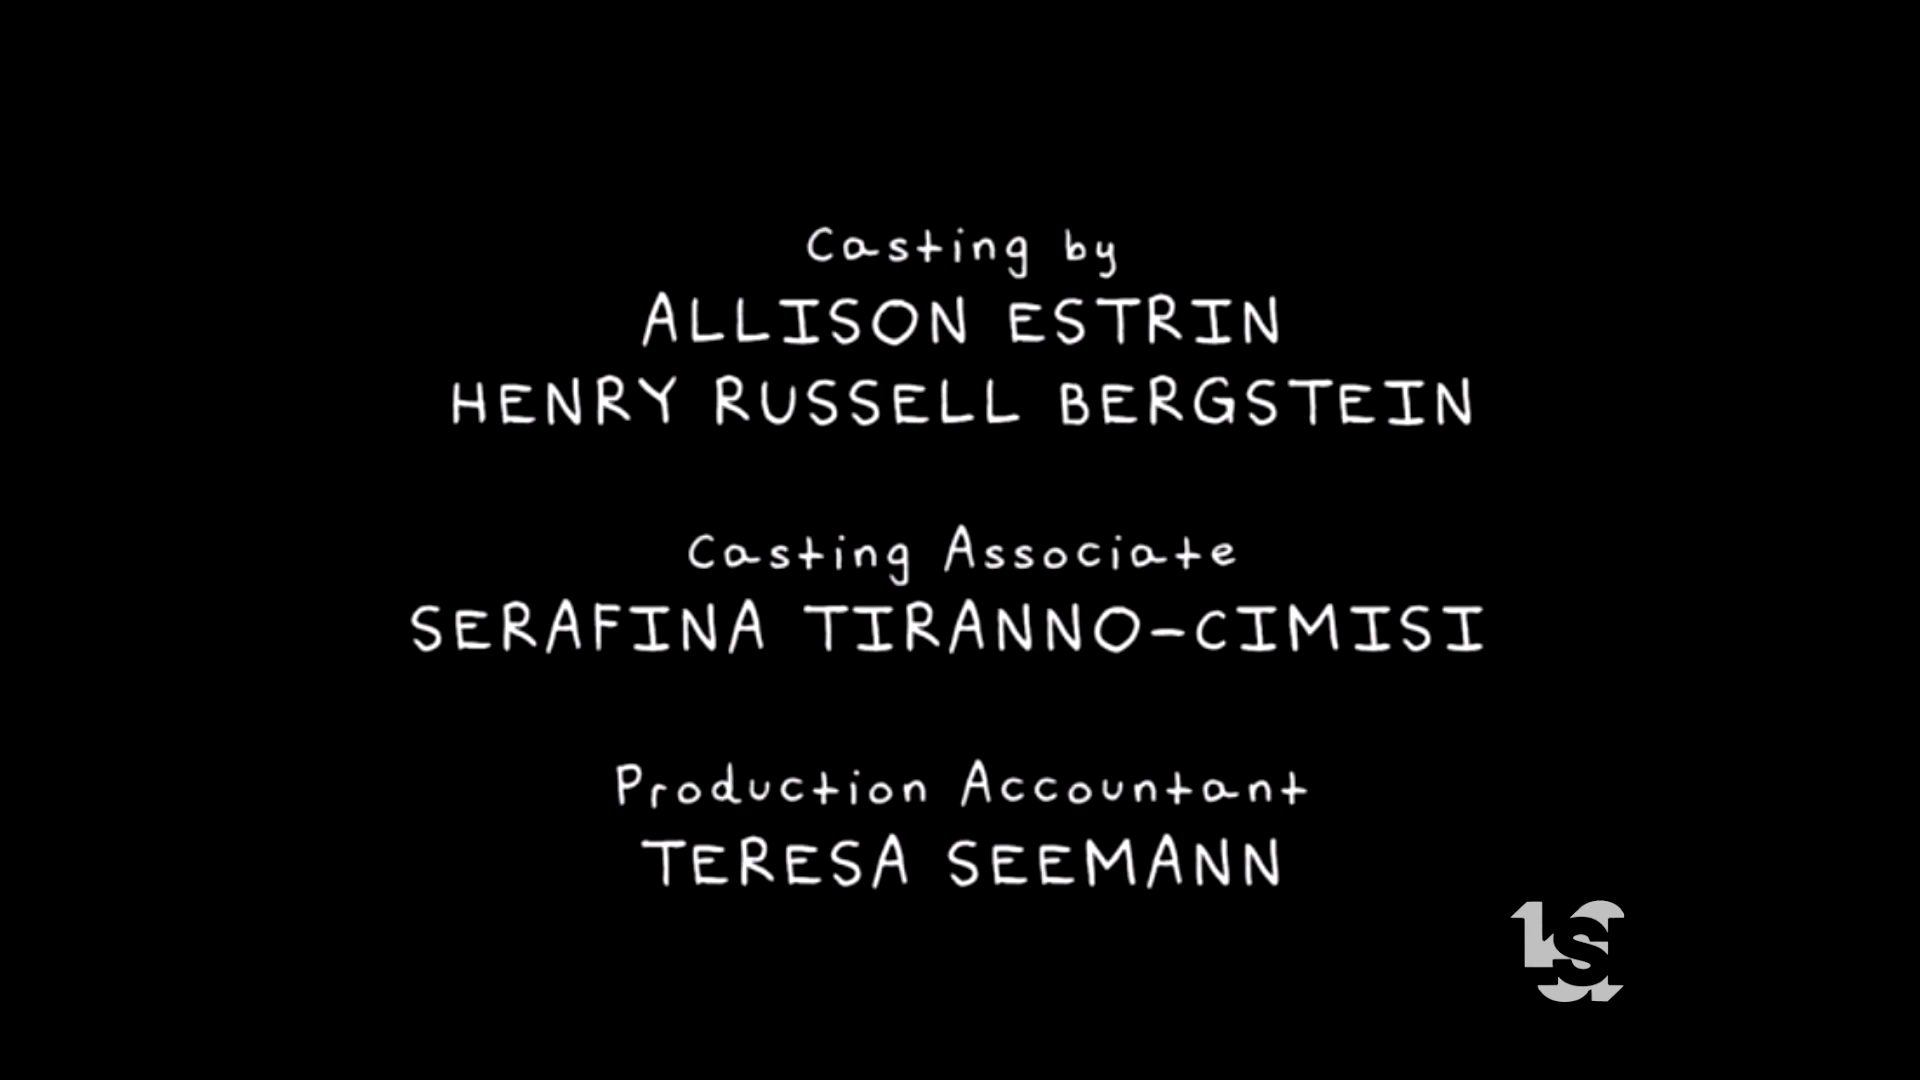 Casting by
ALLISON ESTRIN
HENRY RUSSELL BERGSTEIN
Casting Associate
SERAFINA TIRANNO-CIMISI
Production Accountant
TERESA SEEMANN